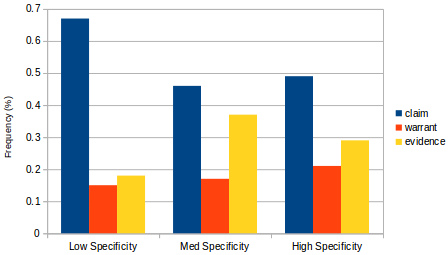 0.7
0.6
0.5
0.4
0.3
0.2
0.1
0
Frequency (%)
Low Specificity Med Specificity High Specificity
claim
warrant
evidence